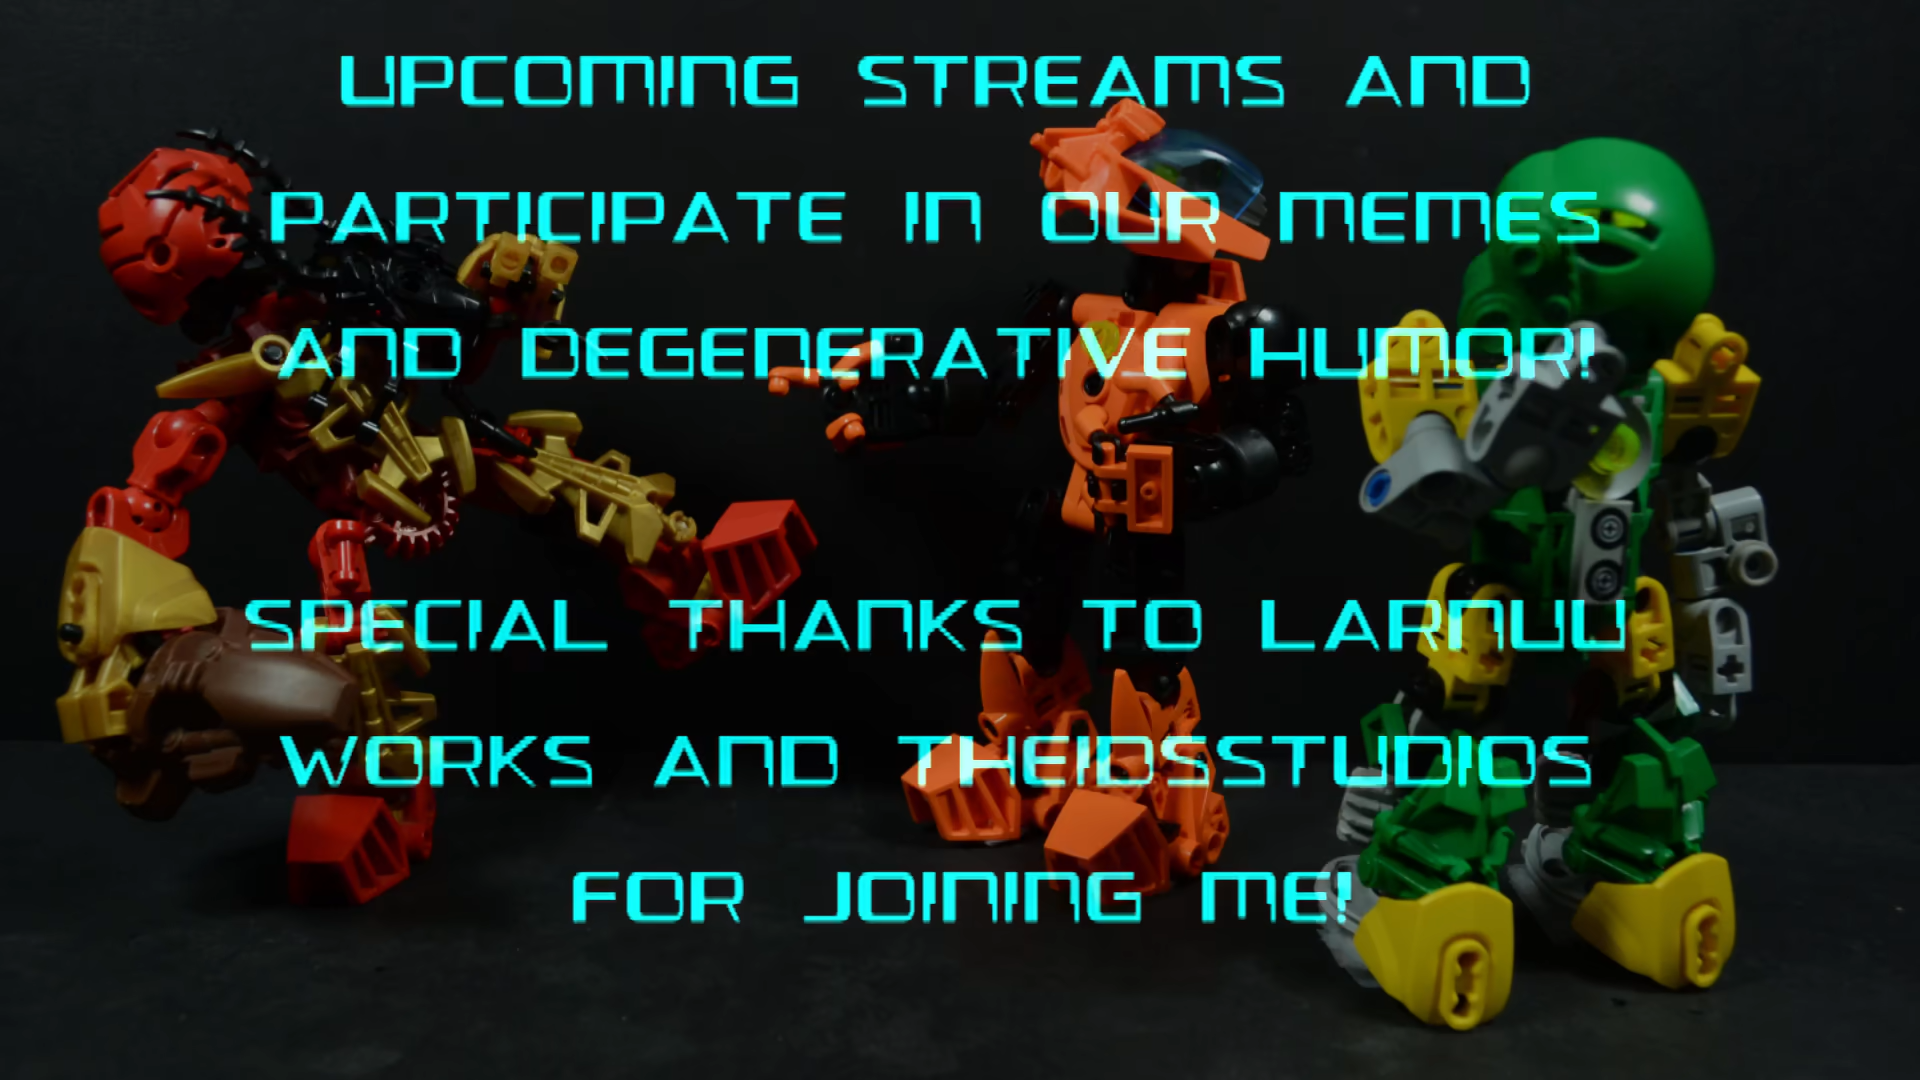 UPCOMING STREAMS AND
PARTICIPATE IN OUR MEMES
AND DEGENERATIVE HUMOR!
SPECIAL THANKS TO LARNUU
WORKS AND THEIDSSTUDIOS
FOR JOINING ME!